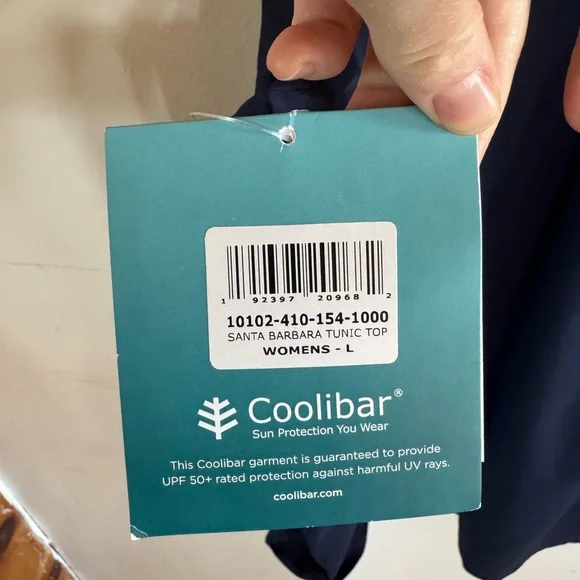 1 92397 20968 2
10102-410-154-1000
SANTA BARBARA TUNIC TOP
WOMENS - L
Coolibar®
Sun Protection You Wear
This Coolibar garment is guaranteed to provide
UPF 50+ rated protection against harmful UV rays.
coolibar.com